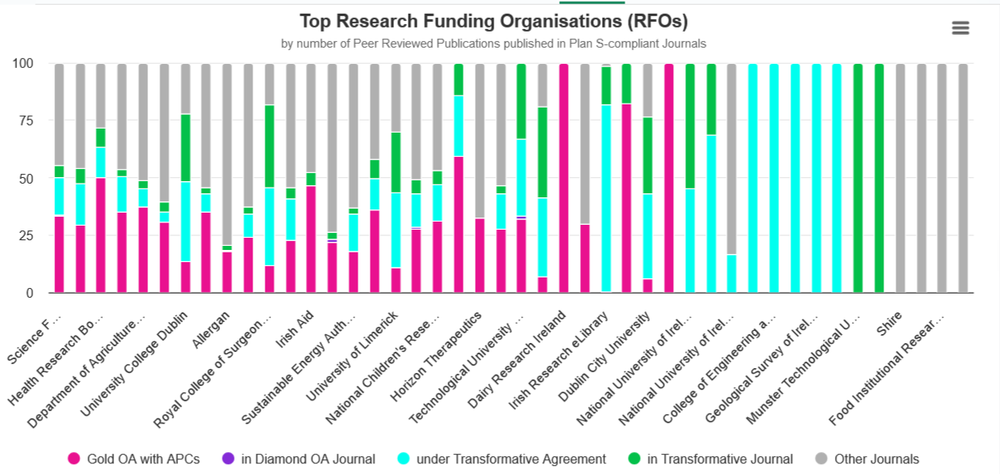 Top Research Funding Organisations (RFOs)
by number of Peer Reviewed Publications published in Plan S-compliant Journals
100
75
50
25
0
Science F...
Health Research Bo...
Department of Agriculture...
University College Dublin
Allergan
Royal College of Surgeon...
Irish Aid
Sustainable Energy Auth...
University of Limerick
National Children's Rese...
Horizon Therapeutics
Technological University ...
Dairy Research Ireland
Irish Research eLibrary
Dublin City University
National University of Irel...
National University of Irel...
College of Engineering a...
Geological Survey of Irel...
Munster Technological U...
Shire
Food Institutional Resear...
Gold OA with APCs
in Diamond OA Journal
under Transformative Agreement
in Transformative Journal
Other Journals